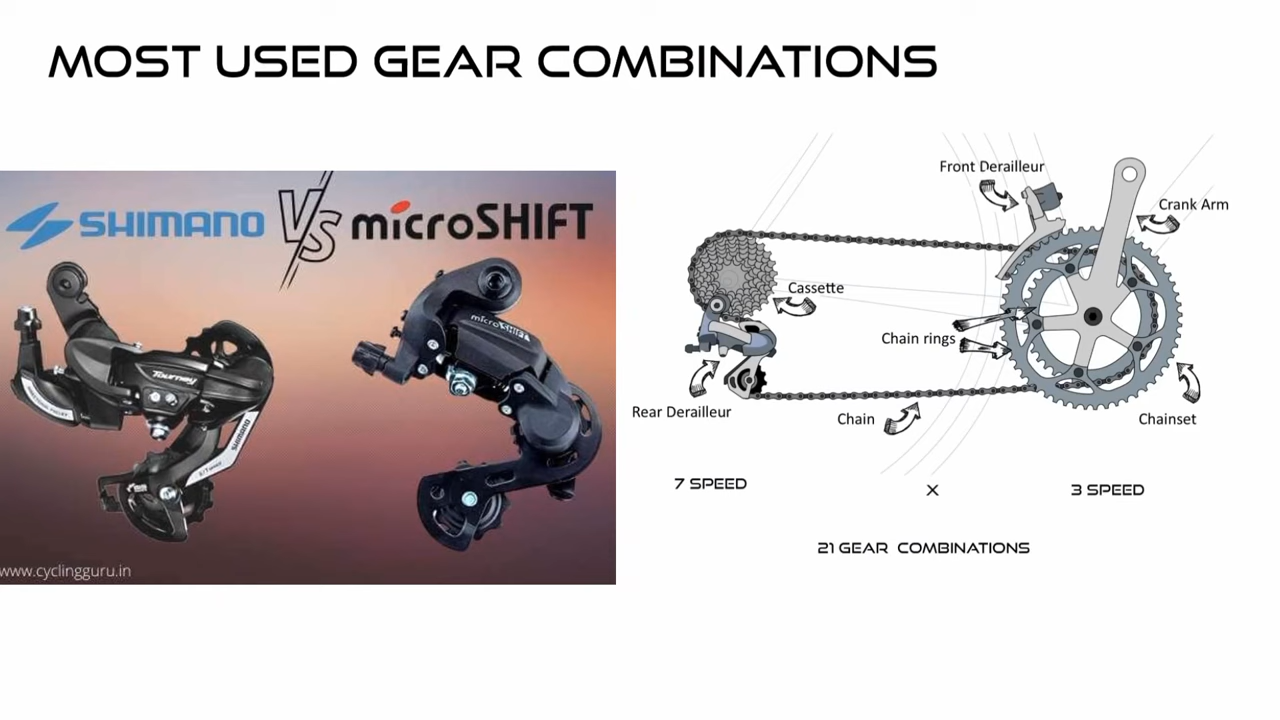 MOST USED GEAR COMBINATIONS
SHIMANO VS microSHIFT
Tourney
SHIMANO
microSHIFT
www.cyclingguru.in
Front Derailleur
Crank Arm
Cassette
Chain rings
Rear Derailleur
Chain
Chainset
7 SPEED
X
3 SPEED
21 GEAR COMBINATIONS